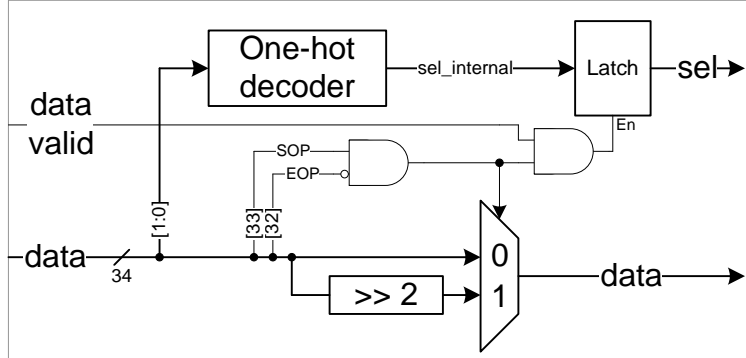 One-hot
decoder
sel_internal
Latch
sel
En
data
valid
SOP
EOP
[1:0]
[33]
[32]
data
34
0
1
>> 2
data